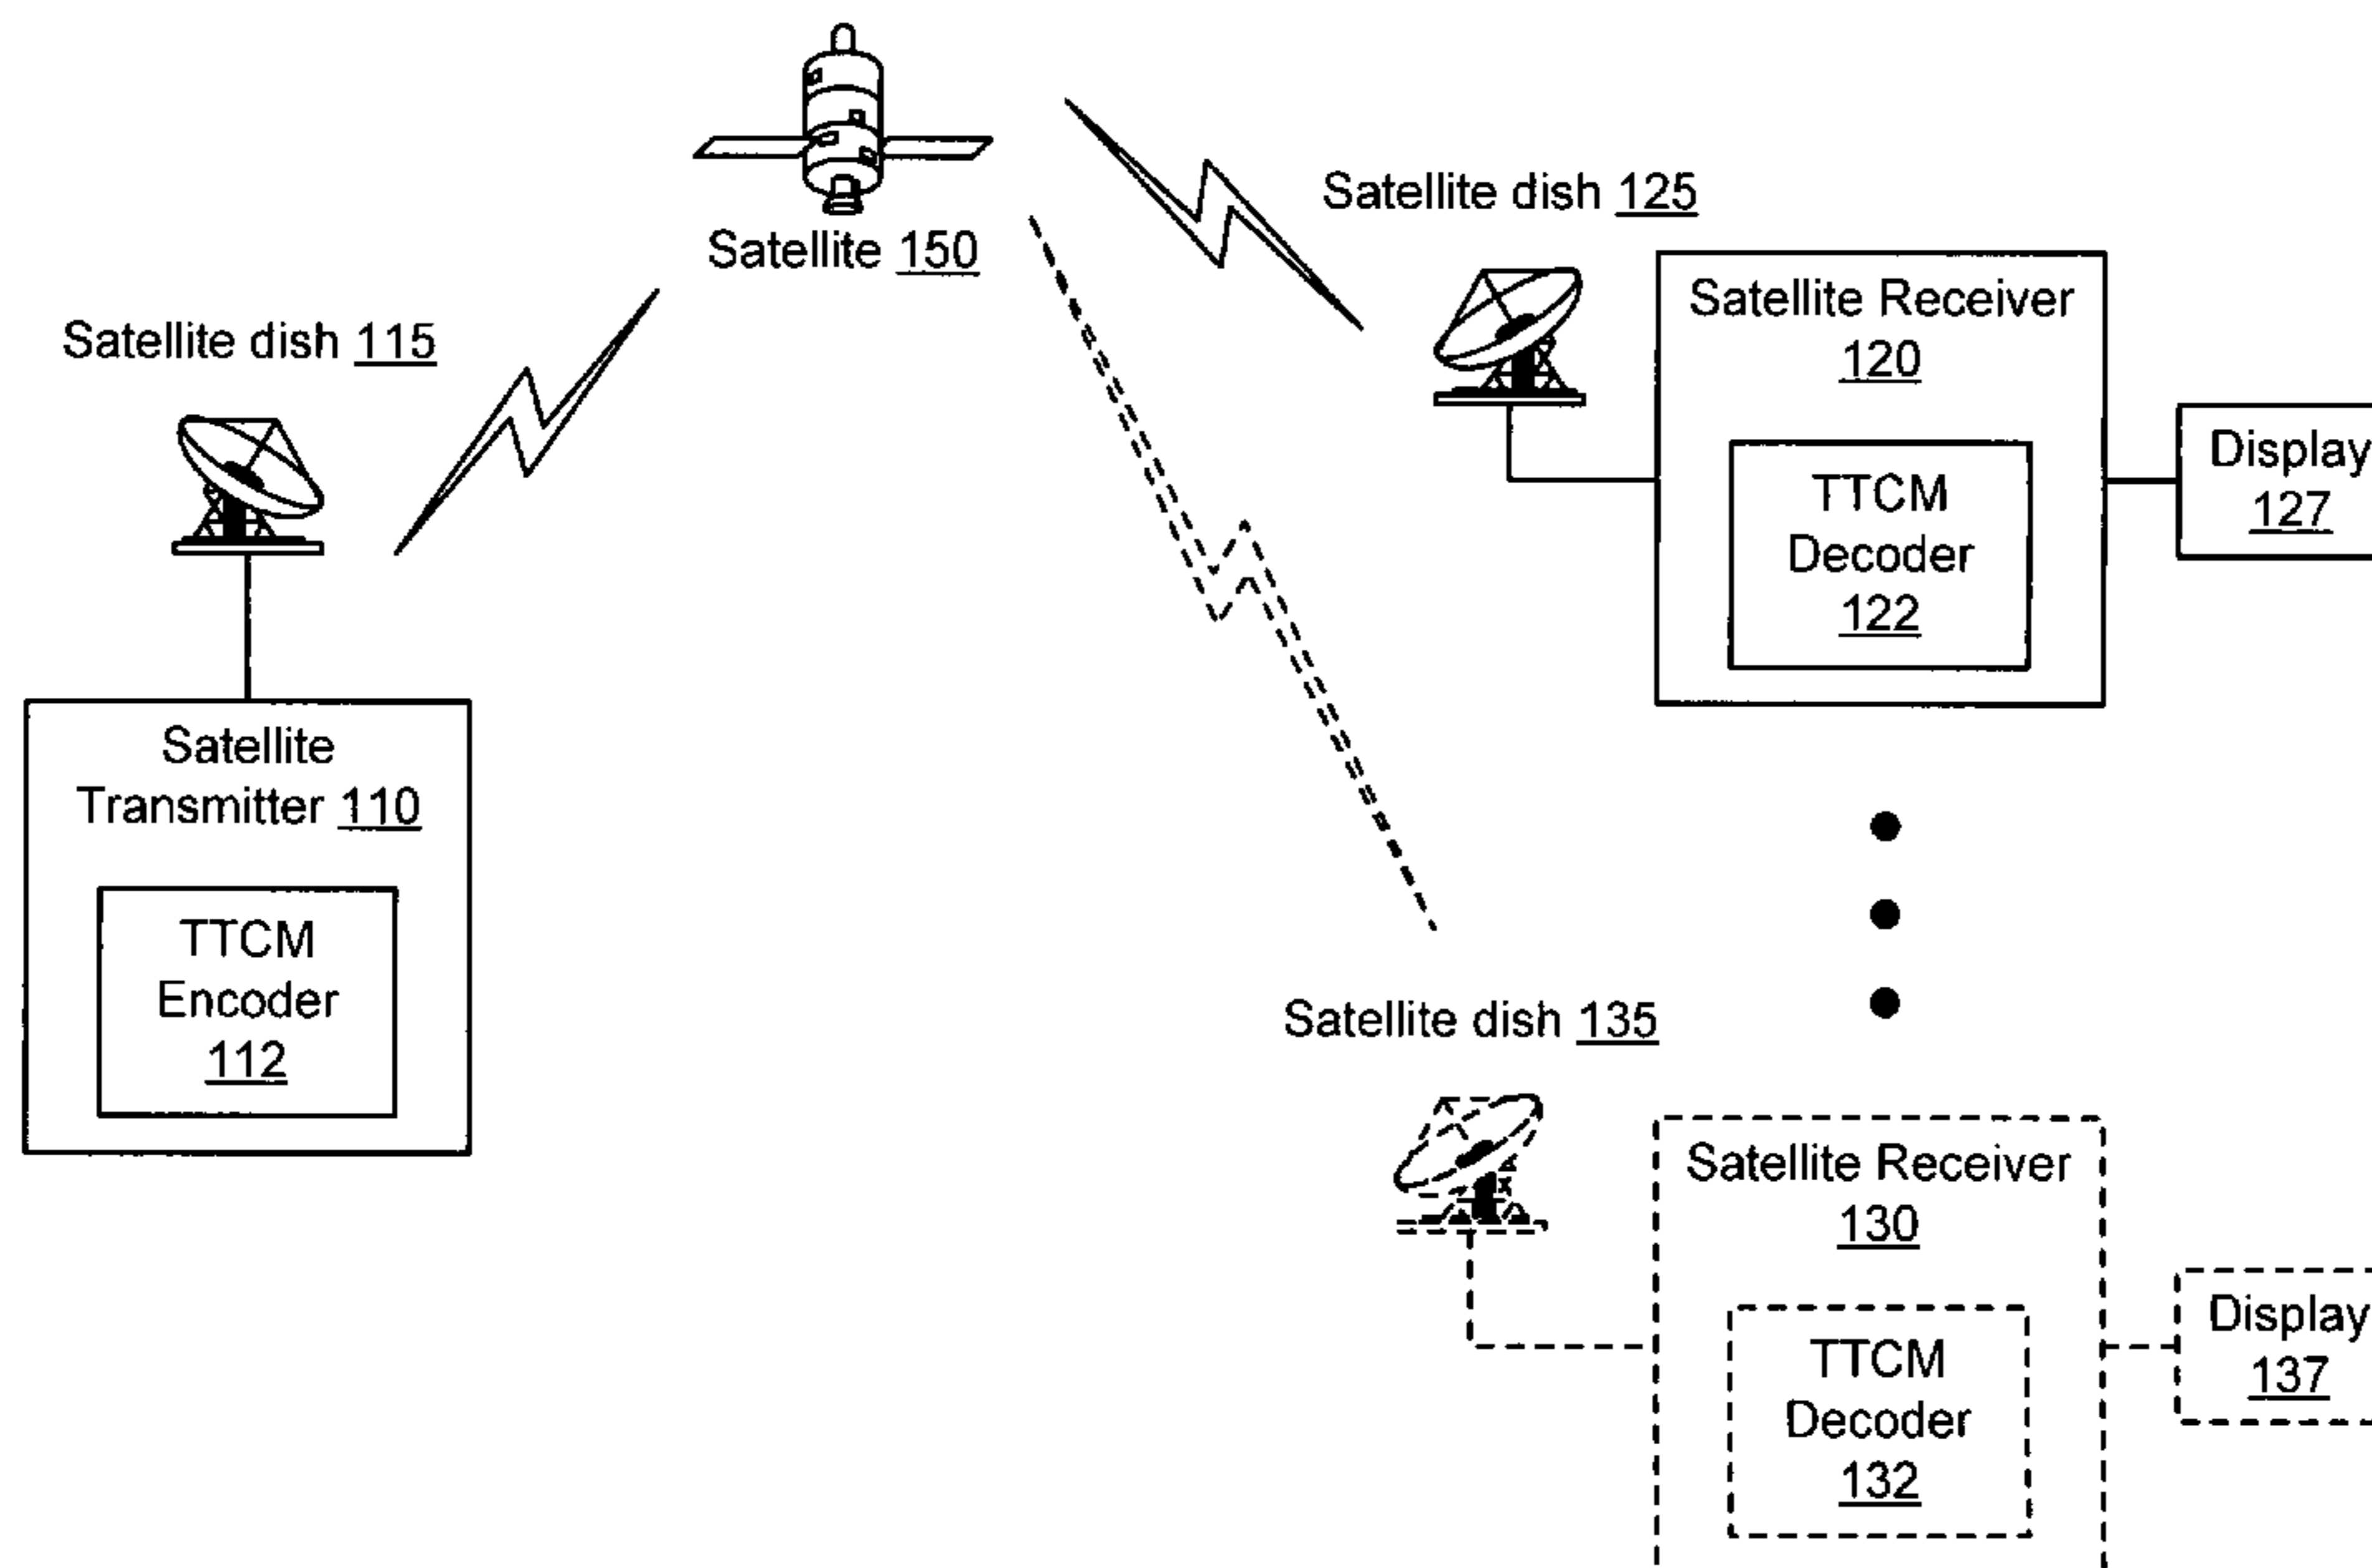 Satellite 150
Satellite dish 125
Satellite dish 115
Satellite Receiver
120
TTCM
Decoder
122
Display
127
Satellite
Transmitter 110
TTCM
Encoder
112
Satellite dish 135
Satellite Receiver
130
TTCM
Decoder
132
Display
137